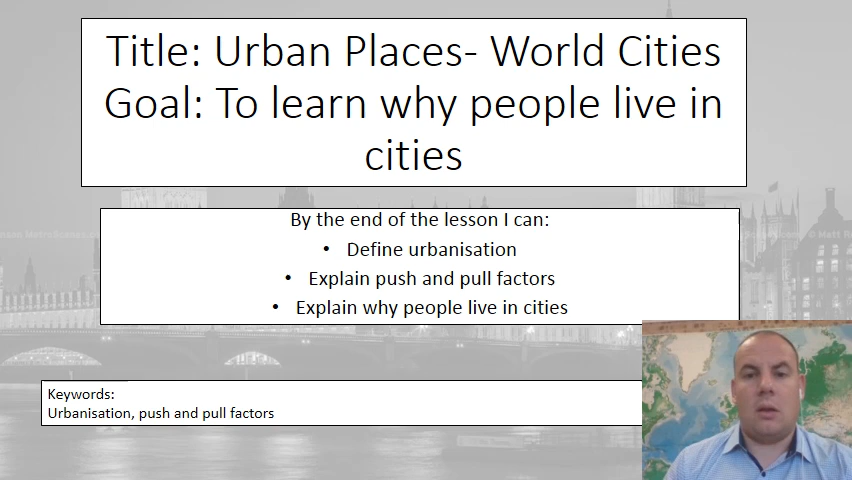 Title: Urban Places- World Cities
Goal: To learn why people live in
cities
By the end of the lesson I can:
• Define urbanisation
• Explain push and pull factors
• Explain why people live in cities
Keywords:
Urbanisation, push and pull factors